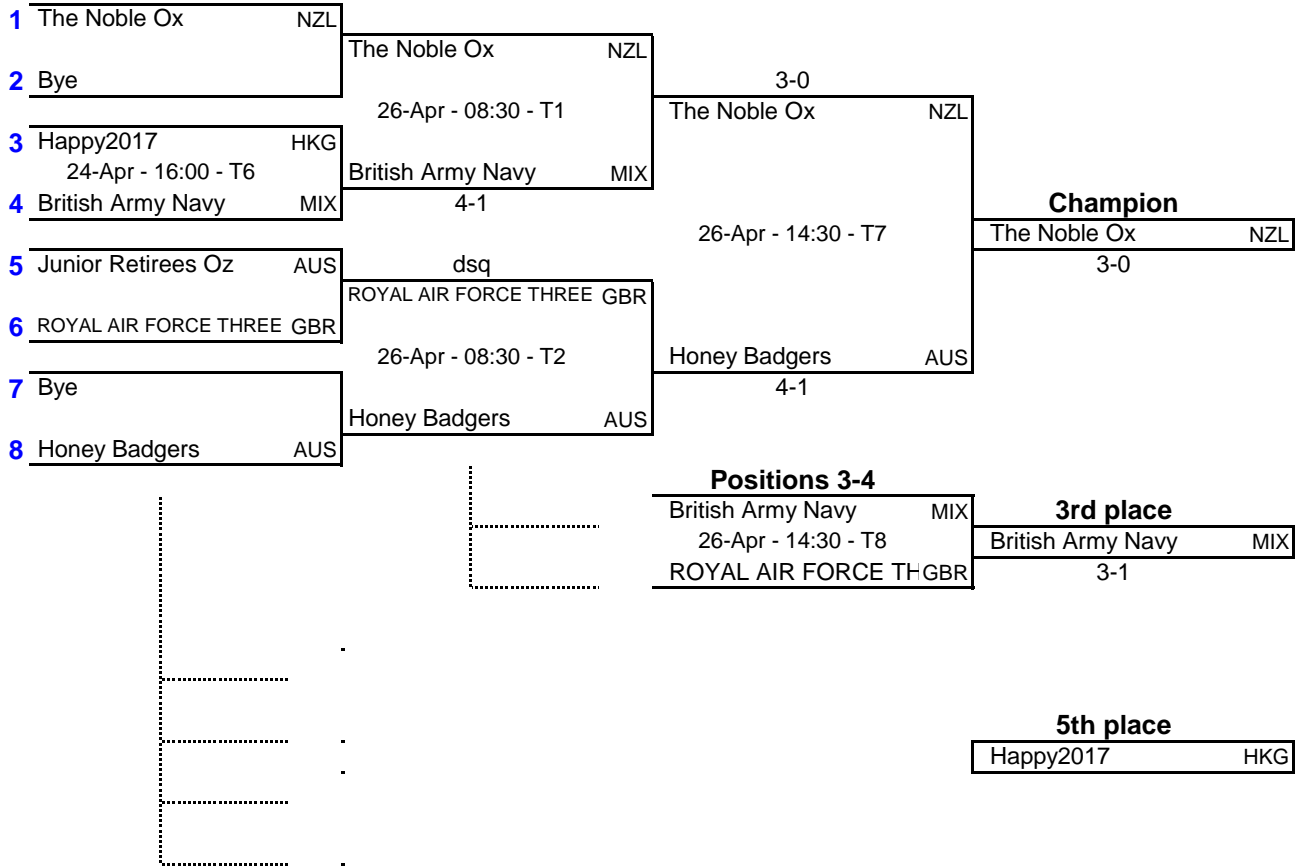 1 The Noble Ox NZL
The Noble Ox NZL
2 Bye 3-0
26-Apr - 08:30 - T1 The Noble Ox NZL
3 Happy2017 HKG
24-Apr - 16:00 - T6 British Army Navy MIX
4 British Army Navy MIX 4-1 Champion
26-Apr - 14:30 - T7 The Noble Ox NZL
5 Junior Retirees Oz AUS dsq 3-0
ROYAL AIR FORCE THREE GBR
6 ROYAL AIR FORCE THREE GBR
26-Apr - 08:30 - T2 Honey Badgers AUS
7 Bye 4-1
Honey Badgers AUS
8 Honey Badgers AUS
Positions 3-4
British Army Navy MIX 3rd place
26-Apr - 14:30 - T8 British Army Navy MIX
ROYAL AIR FORCE TH GBR 3-1
5th place
Happy2017 HKG